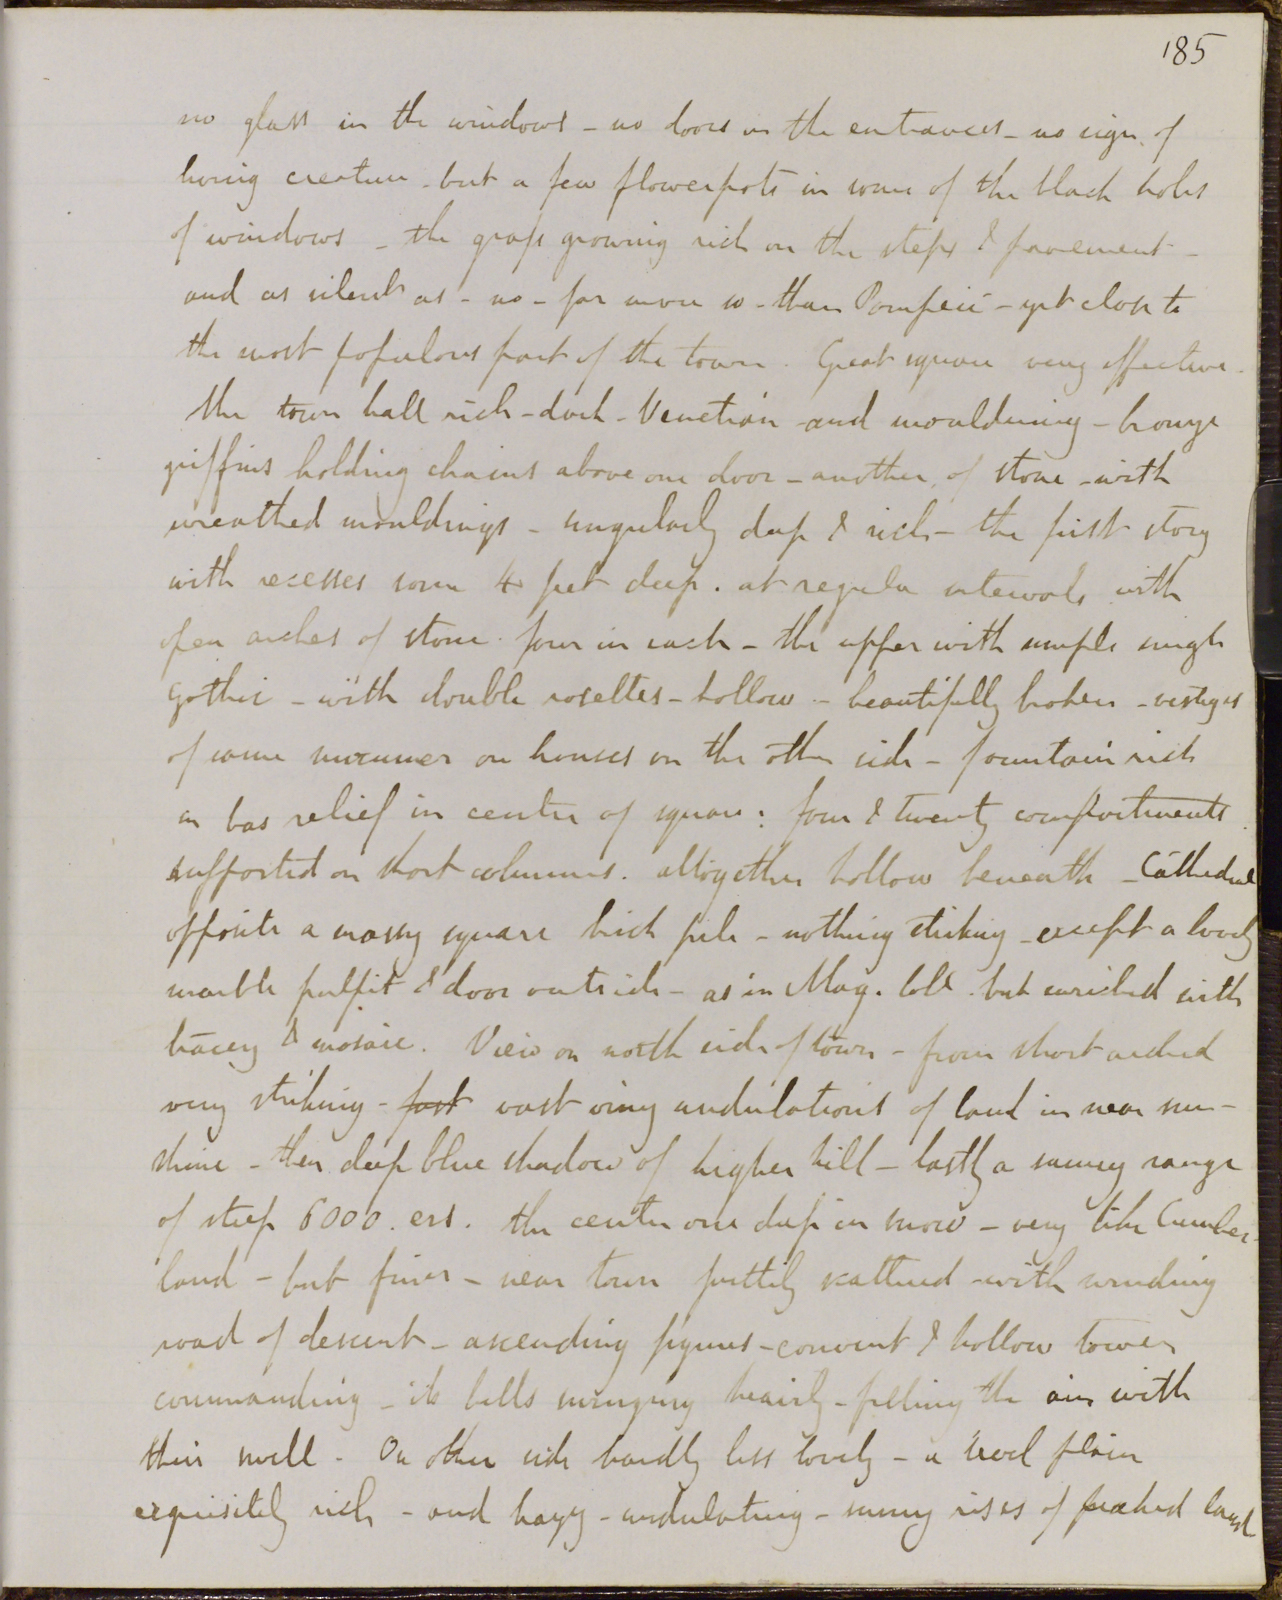 185
no glass in the windows - no doors in the entrances - no sign of
living creature - but a few flowerpots in some of the black holes
of windows - the grass growing rich on the steps & pavement -
and as silent as - no - far more so - than Pompeii - yet close to
the most populous part of the town. Great square very effective.
The town hall rich - dark - Venetian - and mouldering - bronze
griffins holding chains above one door - another, of stone - with
wreathed mouldings - singularly deep & rich - the first story
with recesses some 4 feet deep. at regular intervals with
open arches of stone. four in each - the upper with simple single
gothic - with double rosettes - hollow - beautifully broken - vestiges
of same on houses on the other side - fountain rich
in bas relief in center of square: four & twenty compartments
supported on short columns. altogether hollow beneath - Cathedral
opposite a massy square brick pile - nothing striking - except a lovely
marble pulpit & door outside - as in Mag. Coll. but enriched with
tracery & mosaic. View on north side of town - from short arched
very striking - fast vast viny undulations of land in near sun-
shine - then deep blue shadow of higher hill - lastly a sunny range
of steep 6000.ers. the center one deep in snow - very like Cumber-
land - but finer - near town prettily scattered - with winding
road of descent - ascending figures - convent & hollow tower
commanding - its bells swinging heavily - filling the air with
their swell - On other side hardly less lovely - a level plain
exquisitely rich - and hazy - undulating - sunny rises of peaked land